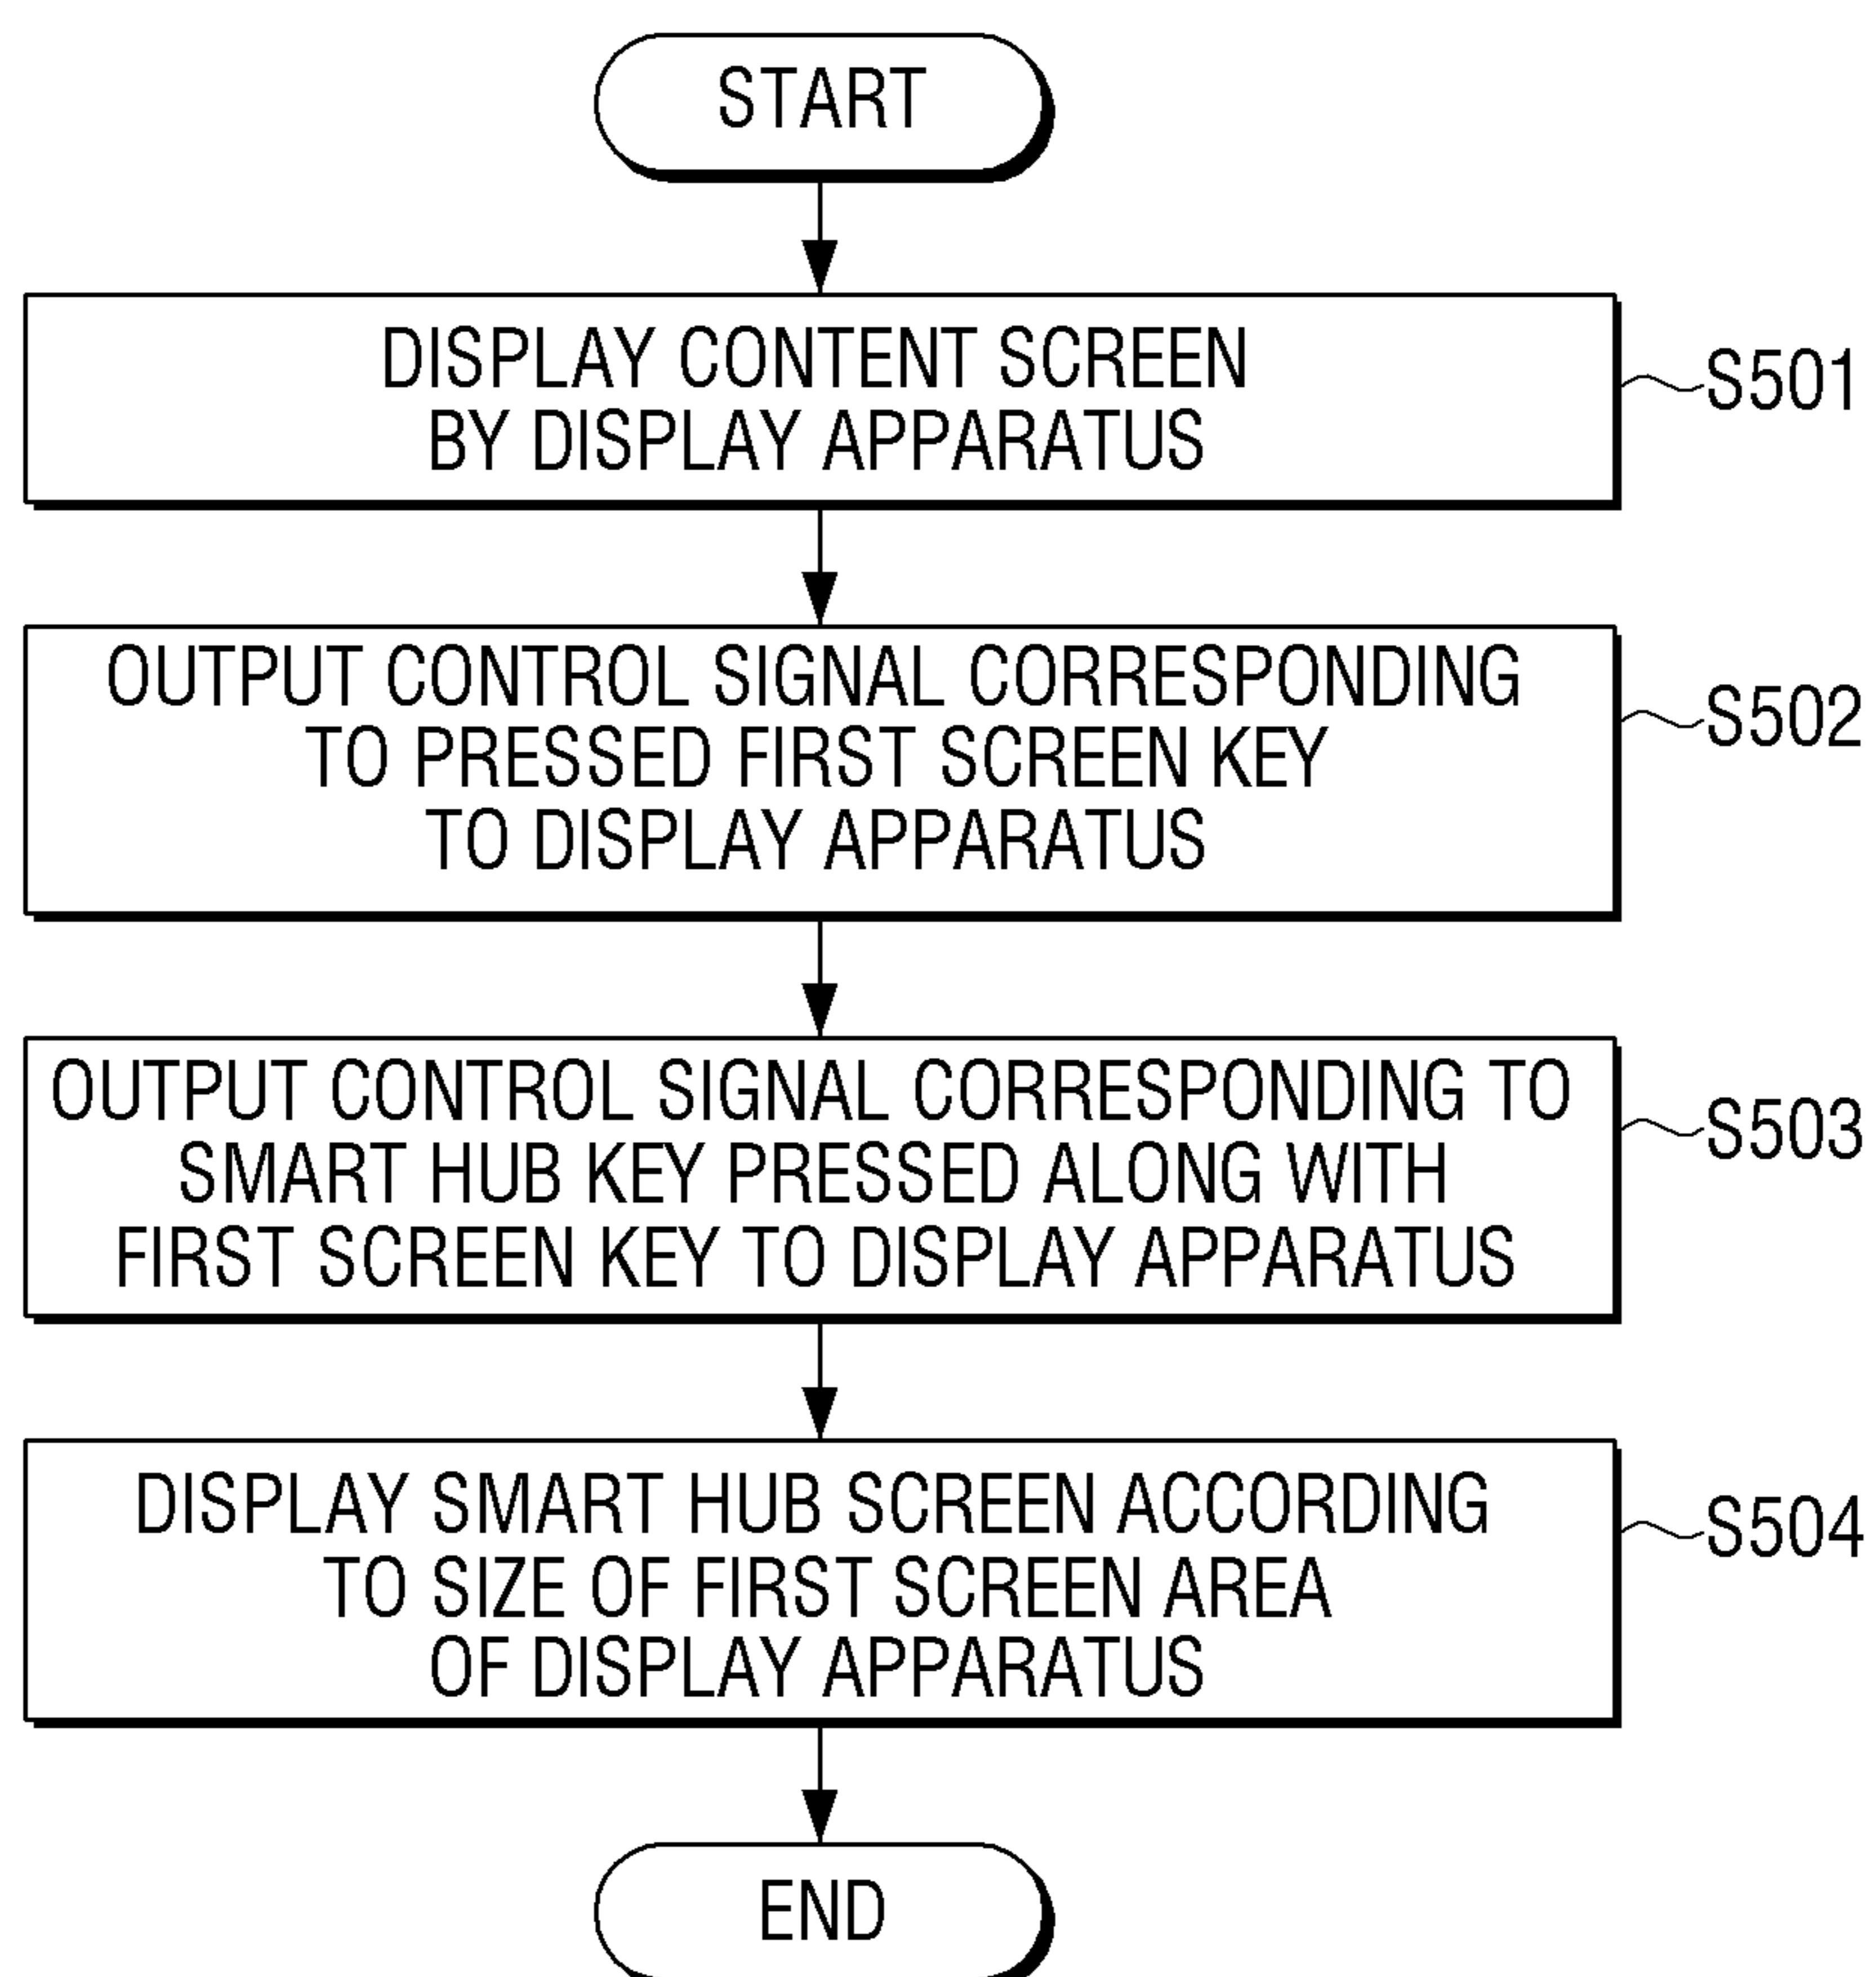 START
DISPLAY CONTENT SCREEN
BY DISPLAY APPARATUS
S501
OUTPUT CONTROL SIGNAL CORRESPONDING
TO PRESSED FIRST SCREEN KEY
TO DISPLAY APPARATUS
S502
OUTPUT CONTROL SIGNAL CORRESPONDING TO
SMART HUB KEY PRESSED ALONG WITH
FIRST SCREEN KEY TO DISPLAY APPARATUS
S503
DISPLAY SMART HUB SCREEN ACCORDING
TO SIZE OF FIRST SCREEN AREA
OF DISPLAY APPARATUS
S504
END